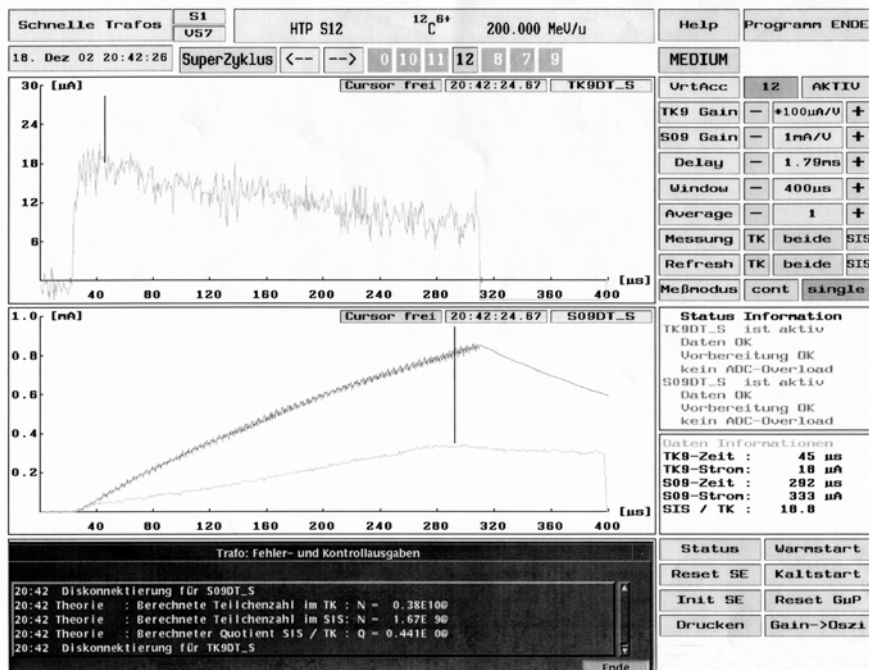 Schnelle Trafos
S1
V57
HTP S12
12 6+
C
200.000 MeV/u
Help
Programm ENDE
18. Dez 02 20:42:26
SuperZyklus
<--
-->
0
10
11
12
8
7
9
MEDIUM
30
[µA]
Cursor frei
20:42:24.67
TK9DT_S
24
18
12
6
[µs]
40 80 120 160 200 240 280 320 360 400
VrtAcc 12 AKTIV
TK9 Gain - *100µA/V +
S09 Gain - 1mA/V +
Delay - 1.79ms +
Window - 400µs +
Average - 1 +
Messung TK beide SIS
Refresh TK beide SIS
Meßmodus cont single
1.0
[mA]
Cursor frei
20:42:24.67
S09DT_S
0.8
0.6
0.4
0.2
[µs]
40 80 120 160 200 240 280 320 360 400
Status Information
TK9DT_S ist aktiv
Daten OK
Vorbereitung OK
kein ADC-Overload
S09DT_S ist aktiv
Daten OK
Vorbereitung OK
kein ADC-Overload
Daten Informationen
TK9-Zeit : 45 µs
TK9-Strom: 18 µA
S09-Zeit : 292 µs
S09-Strom: 333 µA
SIS / TK : 18.8
Trafo: Fehler- und Kontrollausgaben
20:42 Diskonnektierung für S09DT_S
20:42 Theorie : Berechnete Teilchenzahl im TK : N = 0.38E10
20:42 Theorie : Berechnete Teilchenzahl im SIS: N = 1.67E 9
20:42 Theorie : Berechneter Quotient SIS / TK : Q = 0.441E 0
20:42 Diskonnektierung für TK9DT_S
Ende
Status
Warmstart
Reset SE
Kaltstart
Init SE
Reset GµP
Drucken
Gain->Oszi